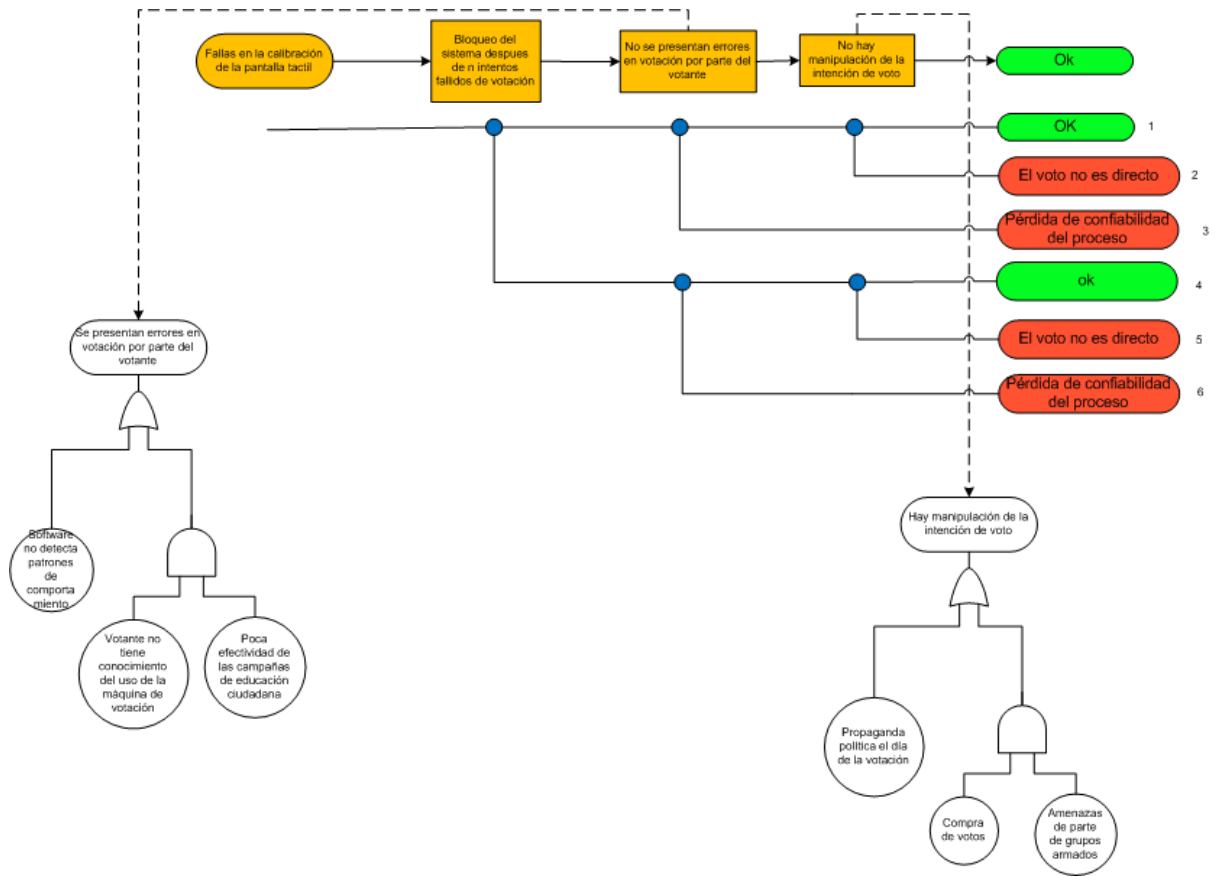 Fallas en la calibración
de la pantalla tactil
Bloqueo del
sistema despues
de n intentos
fallidos de votación
No se presentan errores
en votación por parte del
votante
No hay
manipulación de la
intención de voto
Ok
OK
1
El voto no es directo
2
Pérdida de confiabilidad
del proceso
3
ok
4
El voto no es directo
5
Pérdida de confiabilidad
del proceso
6
Se presentan errores en
votación por parte del
votante
Software
no detecta
patrones
de
comporta
miento
Votante no
tiene
conocimiento
del uso de la
máquina de
votación
Poca
efectividad de
las campañas
de educación
ciudadana
Hay manipulación de la
intención de voto
Propaganda
política el día
de la votación
Compra
de votos
Amenazas
de parte
de grupos
armados